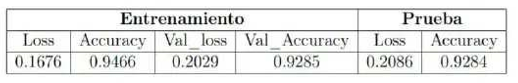 Entrenamiento Prueba
Loss Accuracy Val_loss Val_Accuracy Loss Accuracy
0.1676 0.9466 0.2029 0.9285 0.2086 0.9284